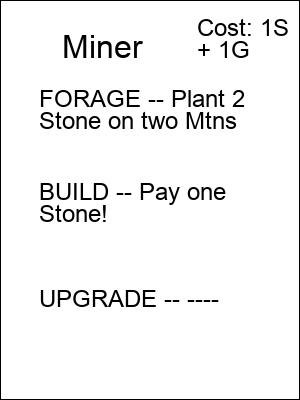 Miner
Cost: 1S
+ 1G
FORAGE -- Plant 2
Stone on two Mtns
BUILD -- Pay one
Stone!
UPGRADE -- ----